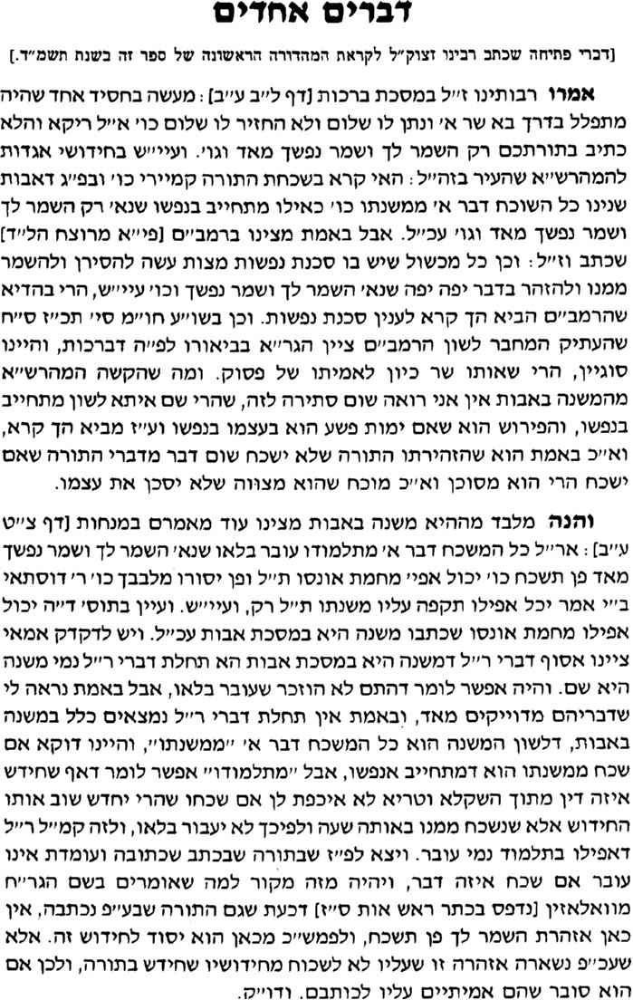 דברים אחדים
[דברי פתיחה שכתב רבינו זצוק״ל לקראת המהדורה הראשונה של ספר זה בשנת תשמ״ד.]
אמרו רבותינו ז״ל במסכת ברכות [דף ל״ב ע״ב]: מעשה בחסיד אחד שהיה
מתפלל בדרך בא שר א׳ ונתן לו שלום ולא החזיר לו שלום כו׳ א״ל ריקא והלא
כתיב בתורתכם רק השמר לך ושמר נפשך מאד וגו׳. ועיי״ש בחידושי אגדות
להמהרש״א שהעיר בזה״ל: האי קרא בשכחת התורה קמיירי כו׳ ובפ״ג דאבות
שנינו כל השוכח דבר א׳ ממשנתו כו׳ כאילו מתחייב בנפשו שנא׳ רק השמר לך
ושמר נפשך מאד וגו׳ עכ״ל. אבל באמת מצינו ברמב״ם [פי״א מרוצח הל״ד]
שכתב וז״ל: וכן כל מכשול שיש בו סכנת נפשות מצות עשה להסירן ולהשמר
ממנו ולהזהר בדבר יפה יפה שנא׳ השמר לך ושמר נפשך וכו׳ עיי״ש, הרי בהדיא
שהרמב״ם הביא הך קרא לענין סכנת נפשות. וכן בשו״ע חו״מ סי׳ תכ״ז ס״ח
שהעתיק המחבר לשון הרמב״ם ציין הגר״א בביאורו לפ״ה דברכות, והיינו
סוגיין, הרי שאותו שר כיון לאמיתו של פסוק. ומה שהקשה המהרש״א
מהמשנה באבות אין אני רואה שום סתירה לזה, שהרי שם איתא לשון מתחייב
בנפשו, והפירוש הוא שאם ימות פשע הוא בעצמו בנפשו וע״ז מביא הך קרא,
וא״כ באמת הוא שהזהירתו התורה שלא ישכח שום דבר מדברי התורה שאם
ישכח הרי הוא מסוכן וא״כ מוכח שהוא מצווה שלא יסכן את עצמו.
והנה מלבד מההיא משנה באבות מצינו עוד מאמרם במנחות [דף צ״ט
ע״ב]: אר״ל כל המשכח דבר א׳ מתלמודו עובר בלאו שנא׳ השמר לך ושמר נפשך
מאד פן תשכח כו׳ יכול אפי׳ מחמת אונסו ת״ל ופן יסורו מלבבך כו׳ ר׳ דוסתאי
ב״י אמר יכל אפילו תקפה עליו משנתו ת״ל רק, ועיי״ש. ועיין בתוס׳ ד״ה יכול
אפילו מחמת אונסו שכתבו משנה היא במסכת אבות עכ״ל. ויש לדקדק אמאי
ציינו אסוף דברי ר״ל דמשנה היא במסכת אבות הא תחלת דברי ר״ל נמי משנה
היא שם. והיה אפשר לומר דהתם לא הוזכר שעובר בלאו, אבל באמת נראה לי
שדבריהם מדוייקים מאד, ובאמת אין תחלת דברי ר״ל נמצאים כלל במשנה
באבות, דלשון המשנה הוא כל המשכח דבר א׳ ״ממשנתו״, והיינו דוקא אם
שכח ממשנתו הוא דמתחייב אנפשו, אבל ״מתלמודו״ אפשר לומר דאף שחידש
איזה דין מתוך השקלא וטריא לא איכפת לן אם שכחו שהרי יחדש שוב אותו
החידוש אלא שנשכח ממנו באותה שעה ולפיכך לא יעבור בלאו, ולזה קמ״ל ר״ל
דאפילו בתלמוד נמי עובר. ויצא לפ״ז שבתורה שבכתב שכתובה ועומדת אינו
עובר אם שכח איזה דבר, ויהיה מזה מקור למה שאומרים בשם הגר״ח
מוואלאזין [נדפס בכתר ראש אות ס״ז] דכעת שגם התורה שבע״פ נכתבה, אין
כאן אזהרת השמר לך פן תשכח, ולפמש״כ מכאן הוא יסוד לחידוש זה. אלא
שעכ״פ נשארה אזהרה זו שעליו לא לשכוח מחידושיו שחידש בתורה, ולכן אם
הוא סובר שהם אמיתיים עליו לכותבם, ודו״ק.